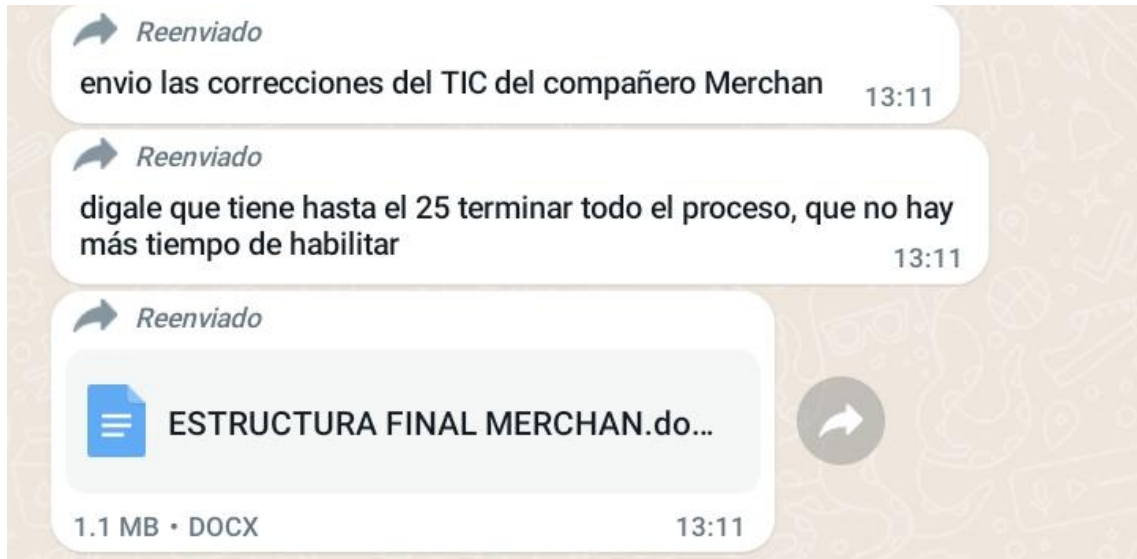 Reenviado
envio las correcciones del TIC del compañero Merchan
13:11
Reenviado
digale que tiene hasta el 25 terminar todo el proceso, que no hay
más tiempo de habilitar
13:11
Reenviado
ESTRUCTURA FINAL MERCHAN.do...
1.1 MB • DOCX
13:11